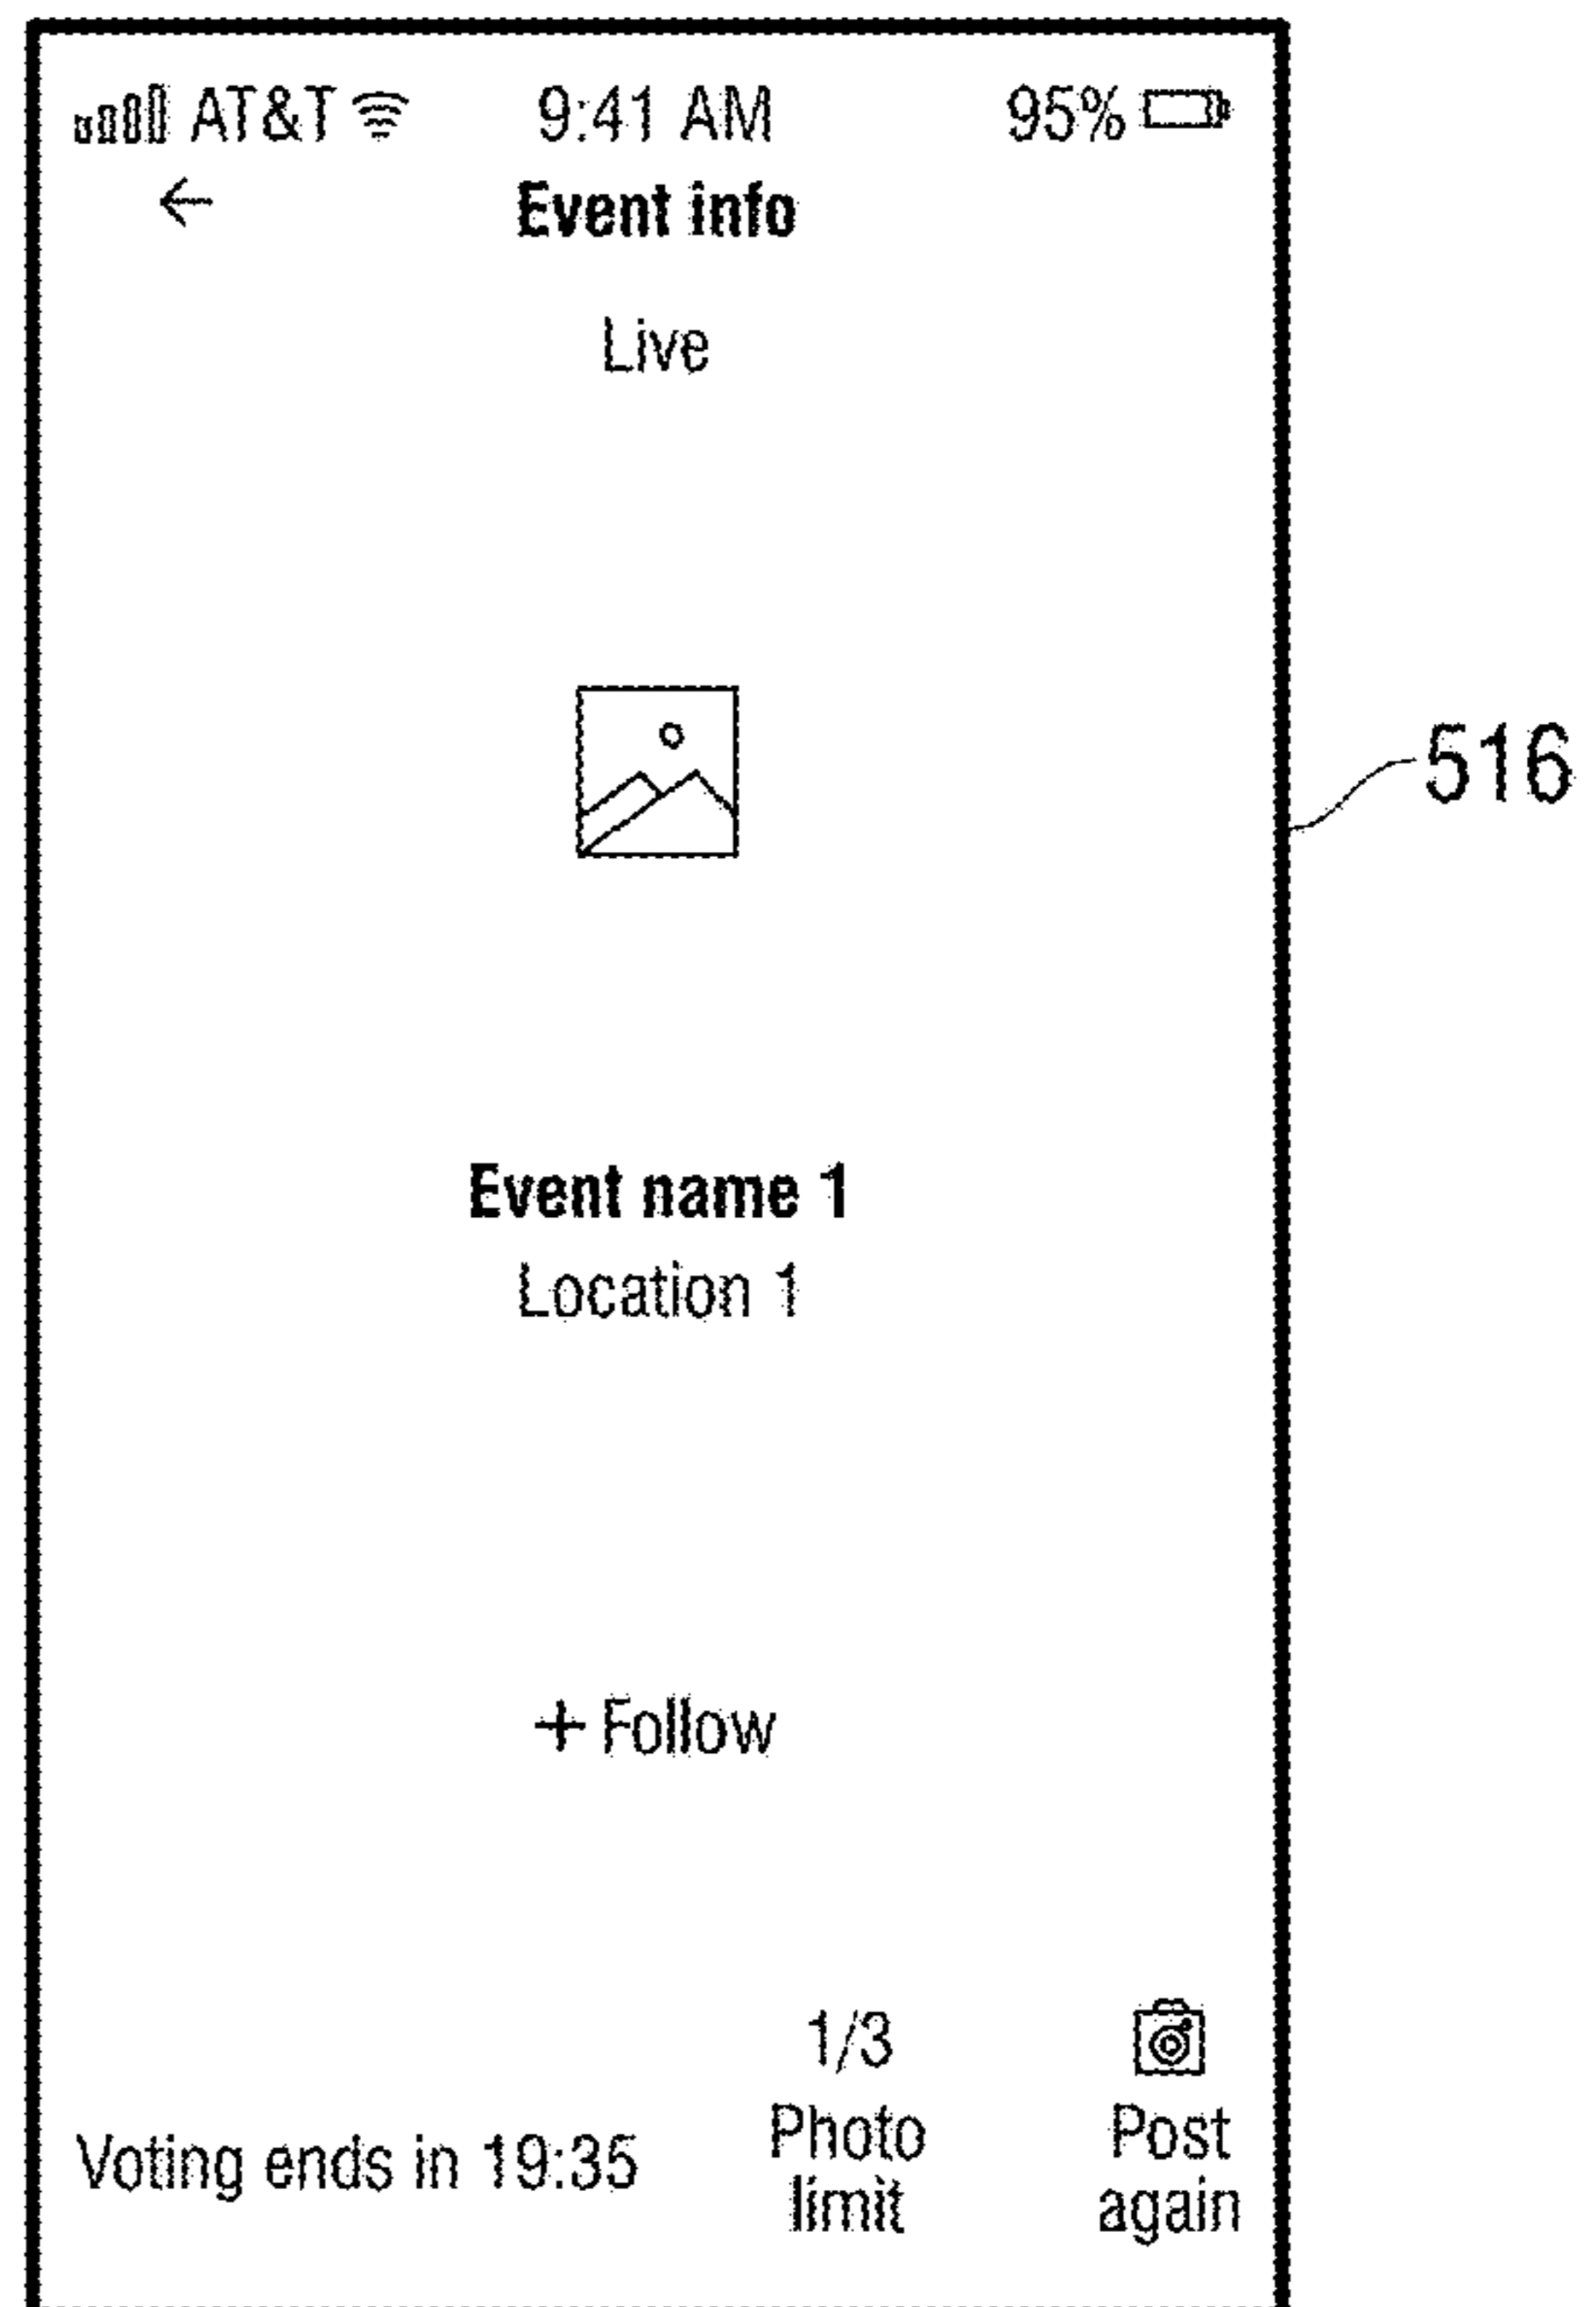 AT&T 9:41 AM 95%
Event info
Live
516
Event name 1
Location 1
+ Follow
1/3
Photo limit
Post again
Voting ends in 19:35